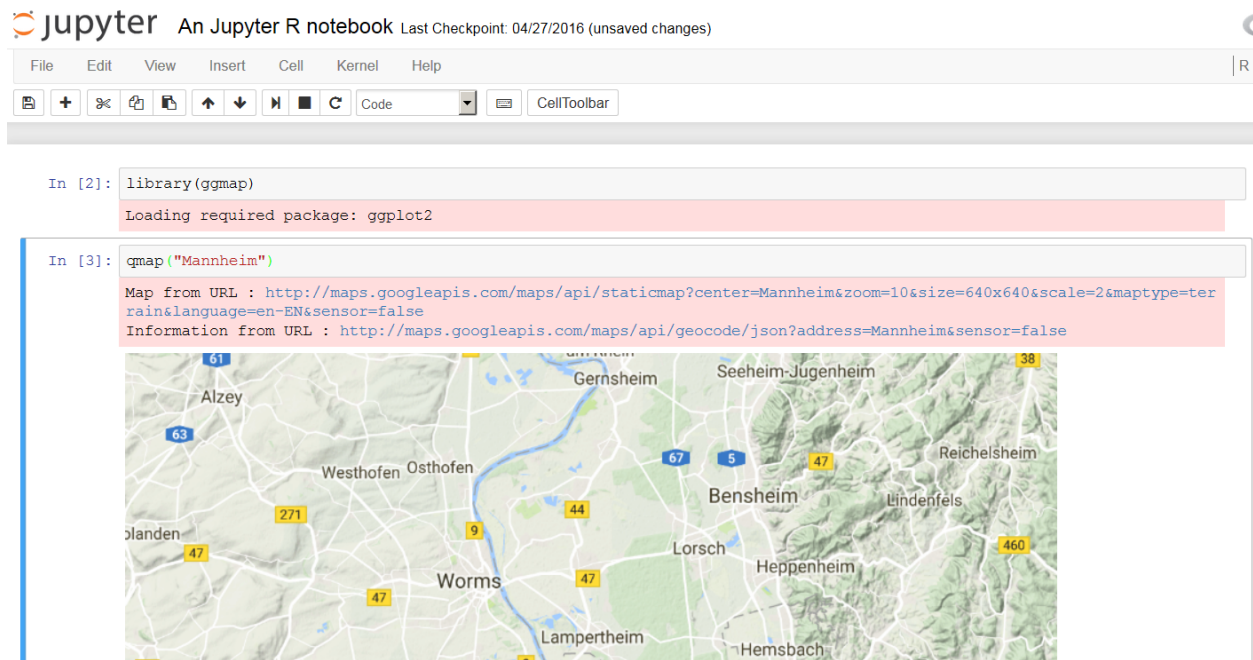 jupyter An Jupyter R notebook Last Checkpoint: 04/27/2016 (unsaved changes)
File Edit View Insert Cell Kernel Help R
Code CellToolbar
In [2]: library(ggmap)
Loading required package: ggplot2
In [3]: qmap("Mannheim")
Map from URL : http://maps.googleapis.com/maps/api/staticmap?center=Mannheim&zoom=10&size=640x640&scale=2&maptype=ter
rain&language=en-EN&sensor=false
Information from URL : http://maps.googleapis.com/maps/api/geocode/json?address=Mannheim&sensor=false
61 am Rhein 38
Gernsheim Seeheim-Jugenheim
Alzey
63
67 5 47 Reichelsheim
Westhofen Osthofen
Bensheim Lindenfels
271 44
9
olanden
47 Lorsch 460
Heppenheim
Worms 47
47
Lampertheim
Hemsbach